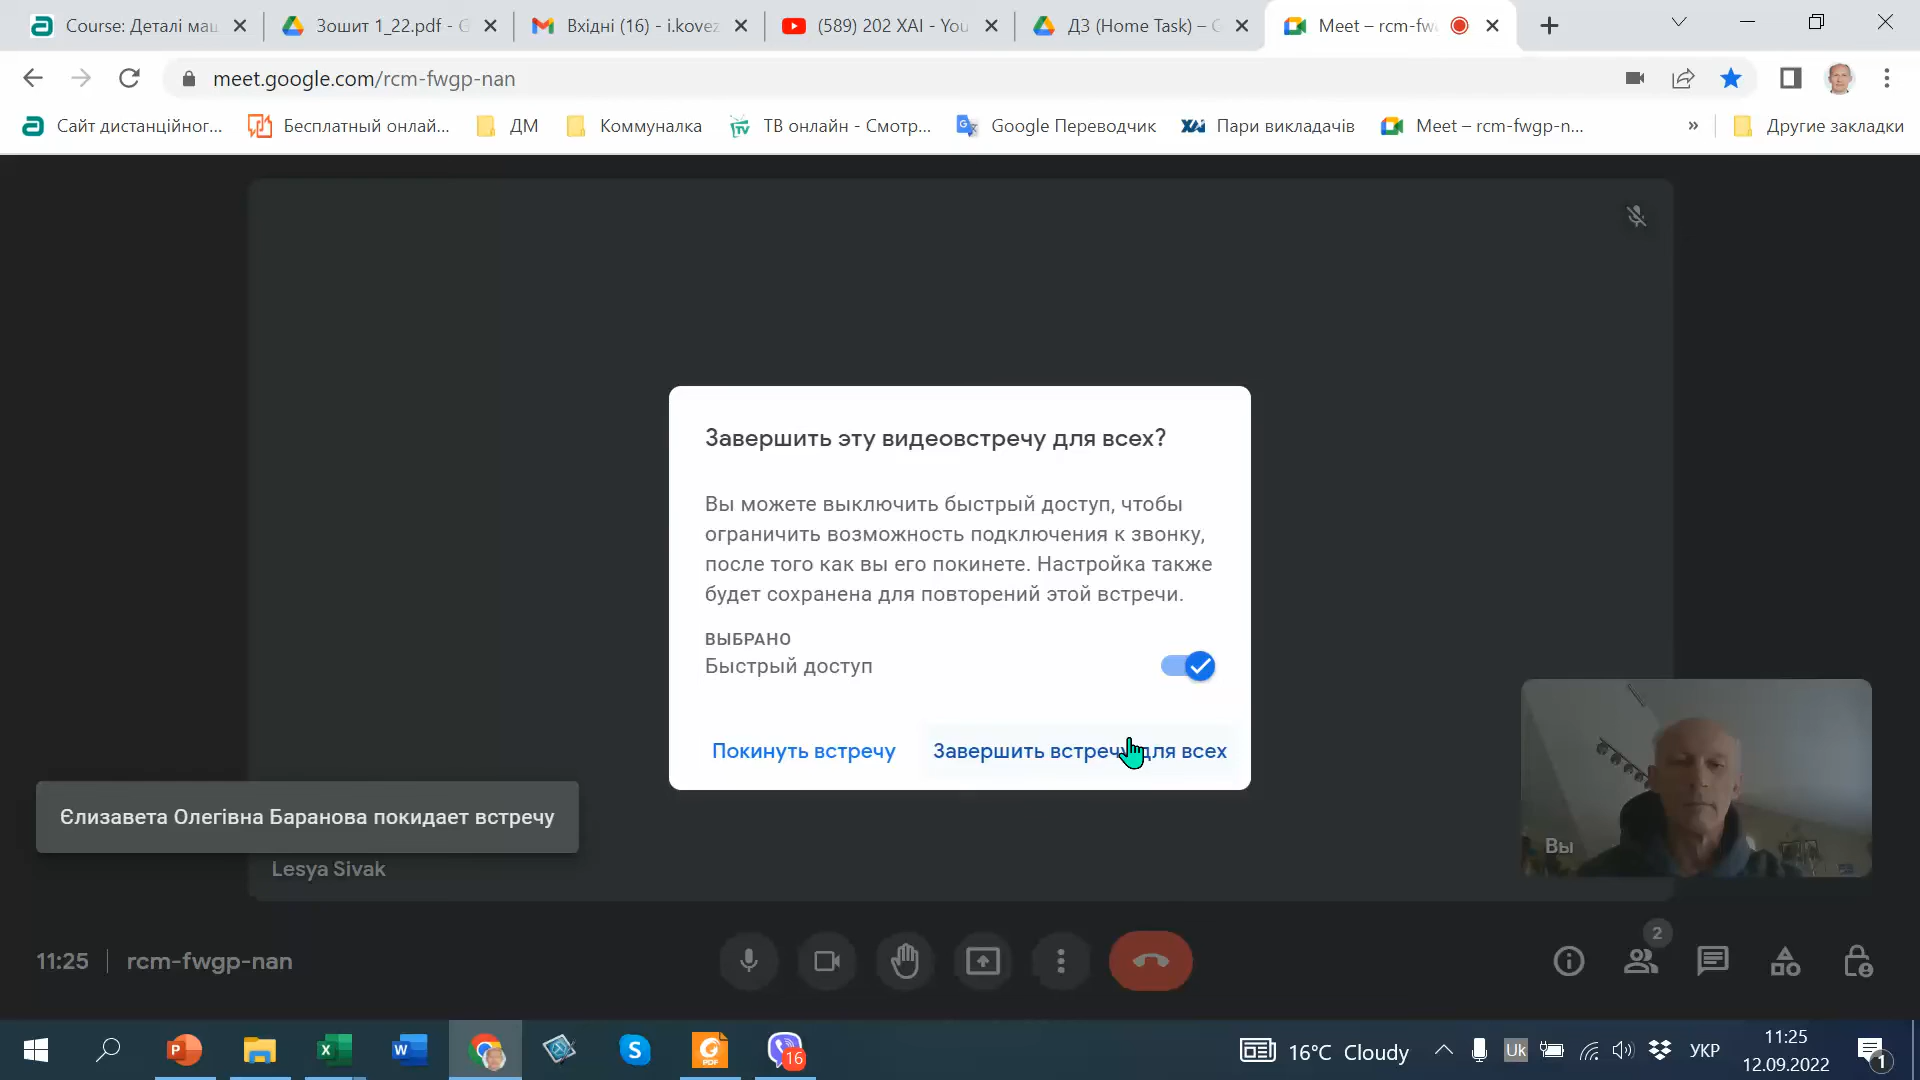 Course: Деталі маш
Зошит 1_22.pdf - G
Вхідні (16) - i.kovez
(589) 202 ХАІ - You
ДЗ (Home Task) – G
Meet – rcm-fwg
meet.google.com/rcm-fwgp-nan
Сайт дистанційног...
Бесплатный онлай...
ДМ
Коммуналка
ТВ онлайн - Смотр...
Google Переводчик
Пари викладачів
Meet – rcm-fwgp-n...
»
Другие закладки
Завершить эту видеовстречу для всех?
Вы можете выключить быстрый доступ, чтобы
ограничить возможность подключения к звонку,
после того как вы его покинете. Настройка также
будет сохранена для повторений этой встречи.
ВЫБРАНО
Быстрый доступ
Покинуть встречу
Завершить встречу для всех
Єлизавета Олегівна Баранова покидает встречу
Lesya Sivak
Вы
11:25 | rcm-fwgp-nan
2
16
16°C Cloudy
Uk
УКР
11:25
12.09.2022
1